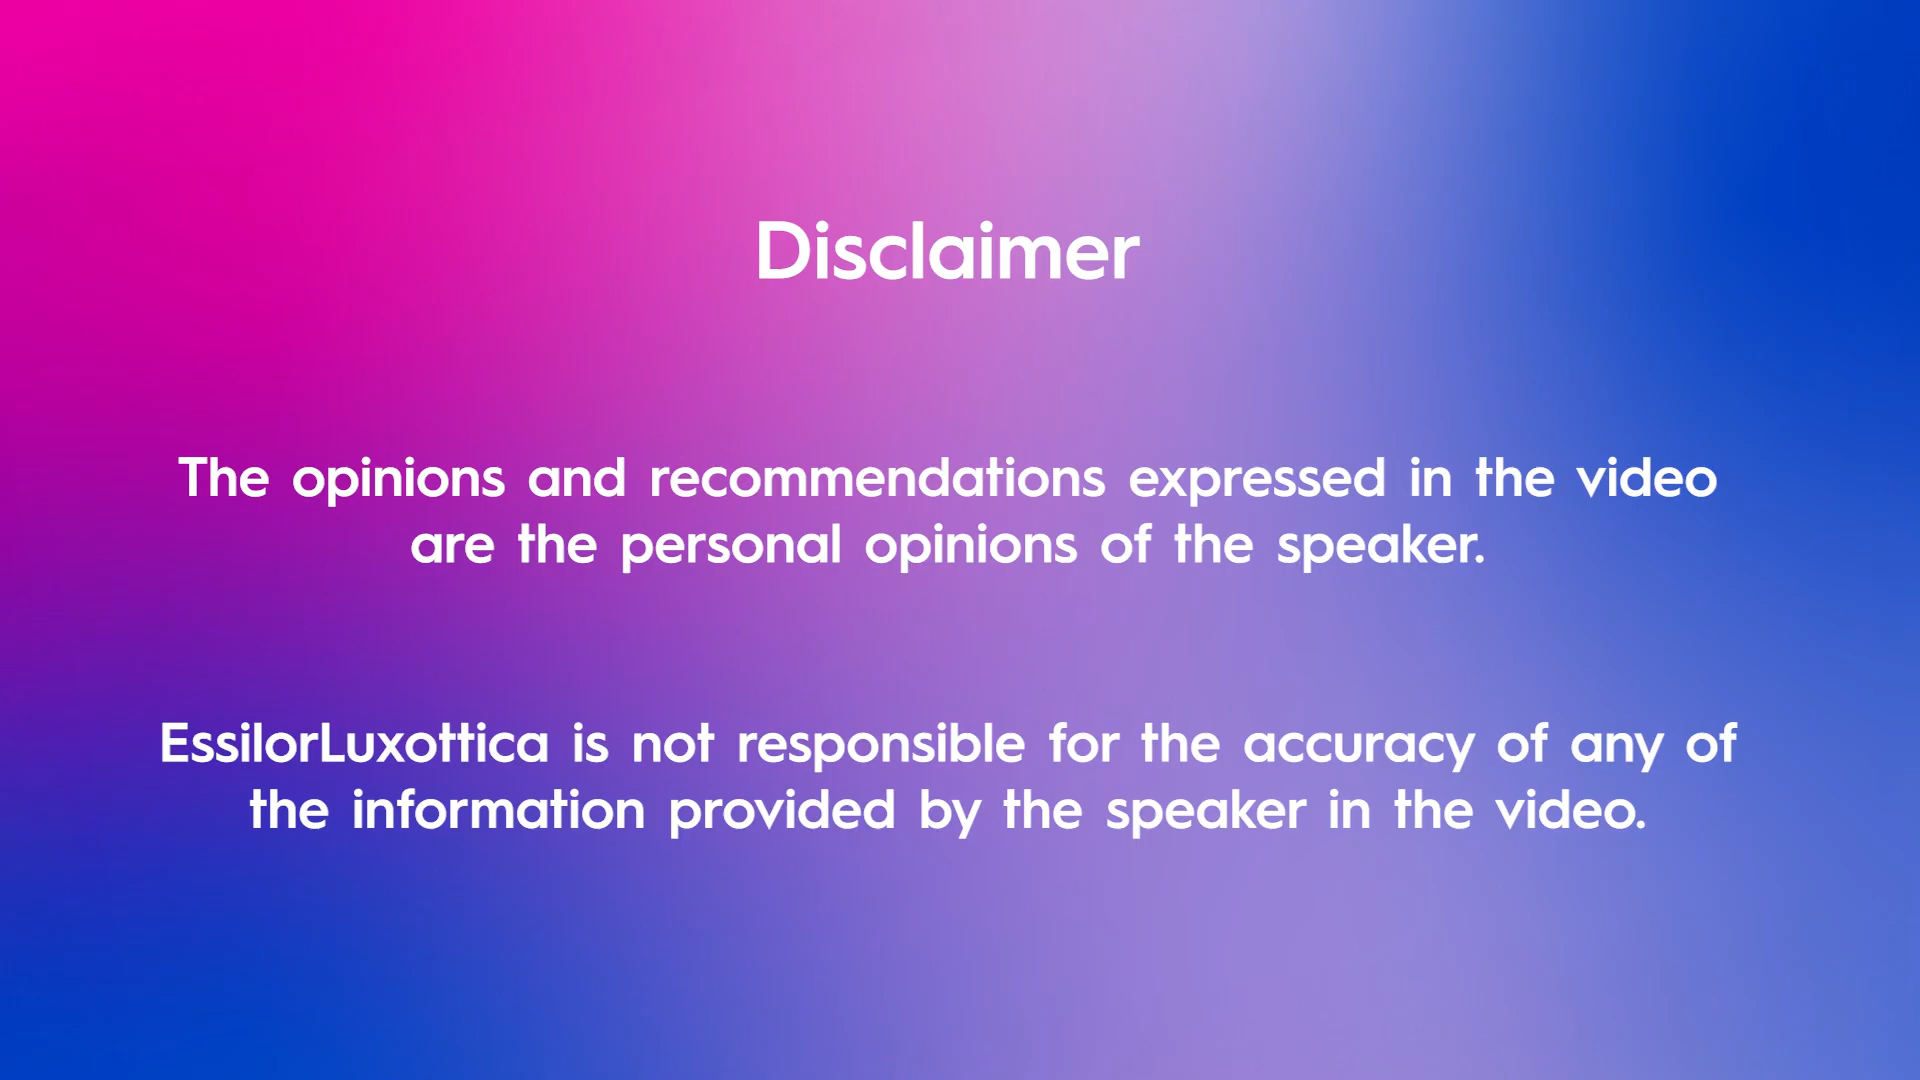 Disclaimer
The opinions and recommendations expressed in the video
are the personal opinions of the speaker.
EssilorLuxottica is not responsible for the accuracy of any of
the information provided by the speaker in the video.